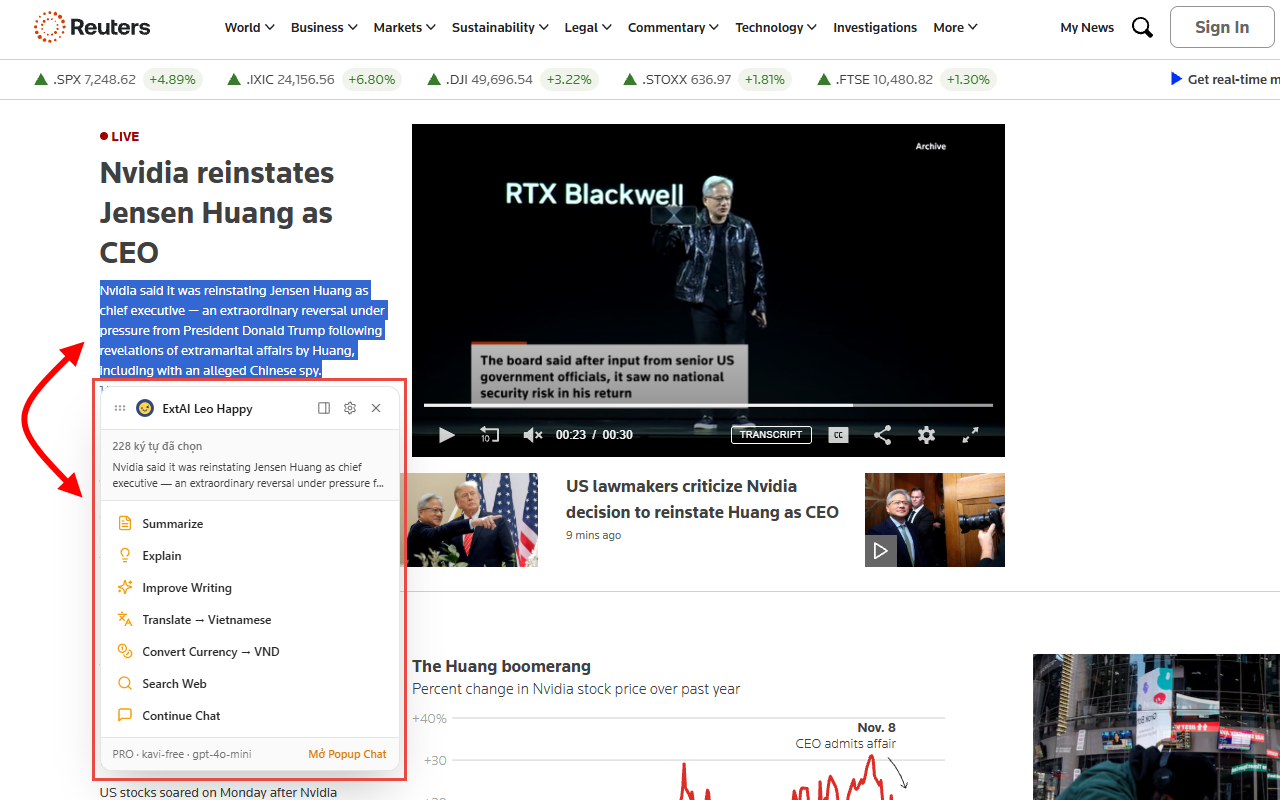 Reuters
World
Business
Markets
Sustainability
Legal
Commentary
Technology
Investigations
More
My News
Sign In
.SPX 7,248.62 +4.89%
.IXIC 24,156.56 +6.80%
.DJI 49,696.54 +3.22%
.STOXX 636.97 +1.81%
.FTSE 10,480.82 +1.30%
Get real-time m
LIVE
Nvidia reinstates
Jensen Huang as
CEO
Nvidia said it was reinstating Jensen Huang as
chief executive — an extraordinary reversal under
pressure from President Donald Trump following
revelations of extramarital affairs by Huang,
including with an alleged Chinese spy.
Archive
RTX Blackwell
The board said after input from senior US
government officials, it saw no national
security risk in his return
10
00:23 / 00:30
TRANSCRIPT
CC
ExtAI Leo Happy
228 ký tự đã chọn
Nvidia said it was reinstating Jensen Huang as chief
executive — an extraordinary reversal under pressure f...
Summarize
Explain
Improve Writing
Translate → Vietnamese
Convert Currency → VND
Search Web
Continue Chat
PRO · kavi-free · gpt-4o-mini
Mở Popup Chat
US stocks soared on Monday after Nvidia
US lawmakers criticize Nvidia
decision to reinstate Huang as CEO
9 mins ago
The Huang boomerang
Percent change in Nvidia stock price over past year
+40%
Nov. 8
CEO admits affair
+30